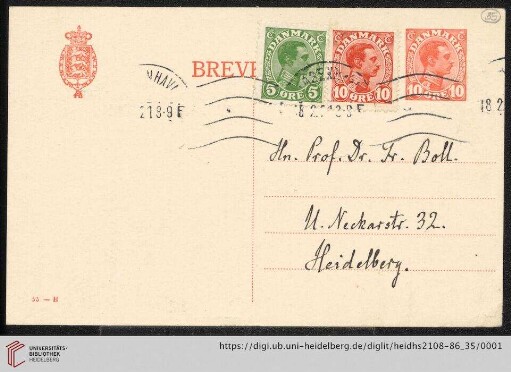 BREV
DANMARK
5 ØRE 5
DANMARK
10 ØRE 10
DANMARK
10 ØRE 10
Hn. Prof. Dr. Fr. Boll.
U. Neckarstr. 32.
Heidelberg.
UNIVERSITÄTS-
BIBLIOTHEK
HEIDELBERG
https://digi.ub.uni-heidelberg.de/diglit/heidhs2108-86_35/0001